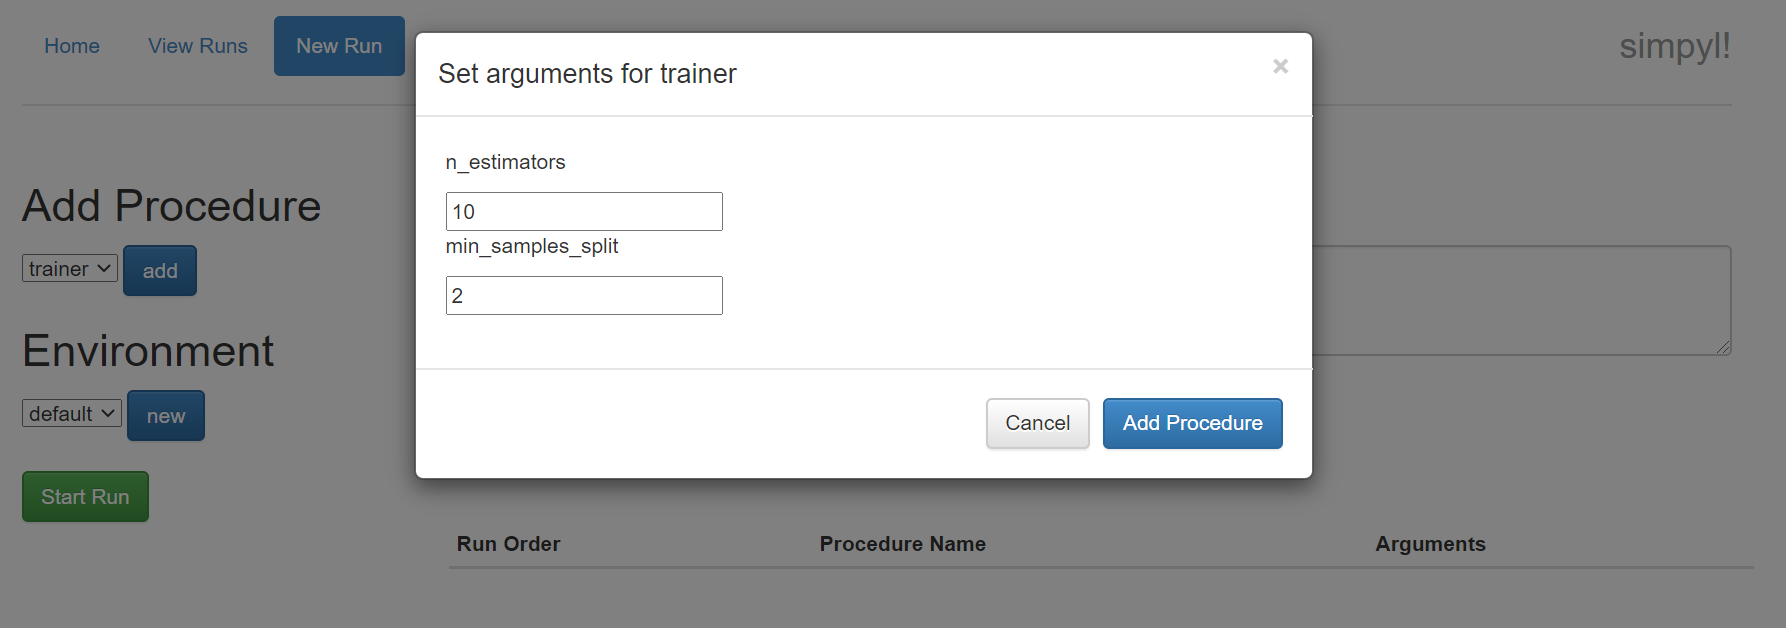 Home View Runs New Run simpyl!
Set arguments for trainer ×
n_estimators
10
min_samples_split
2
Cancel Add Procedure
Add Procedure
trainer add
Environment
default new
Start Run
Run Order Procedure Name Arguments